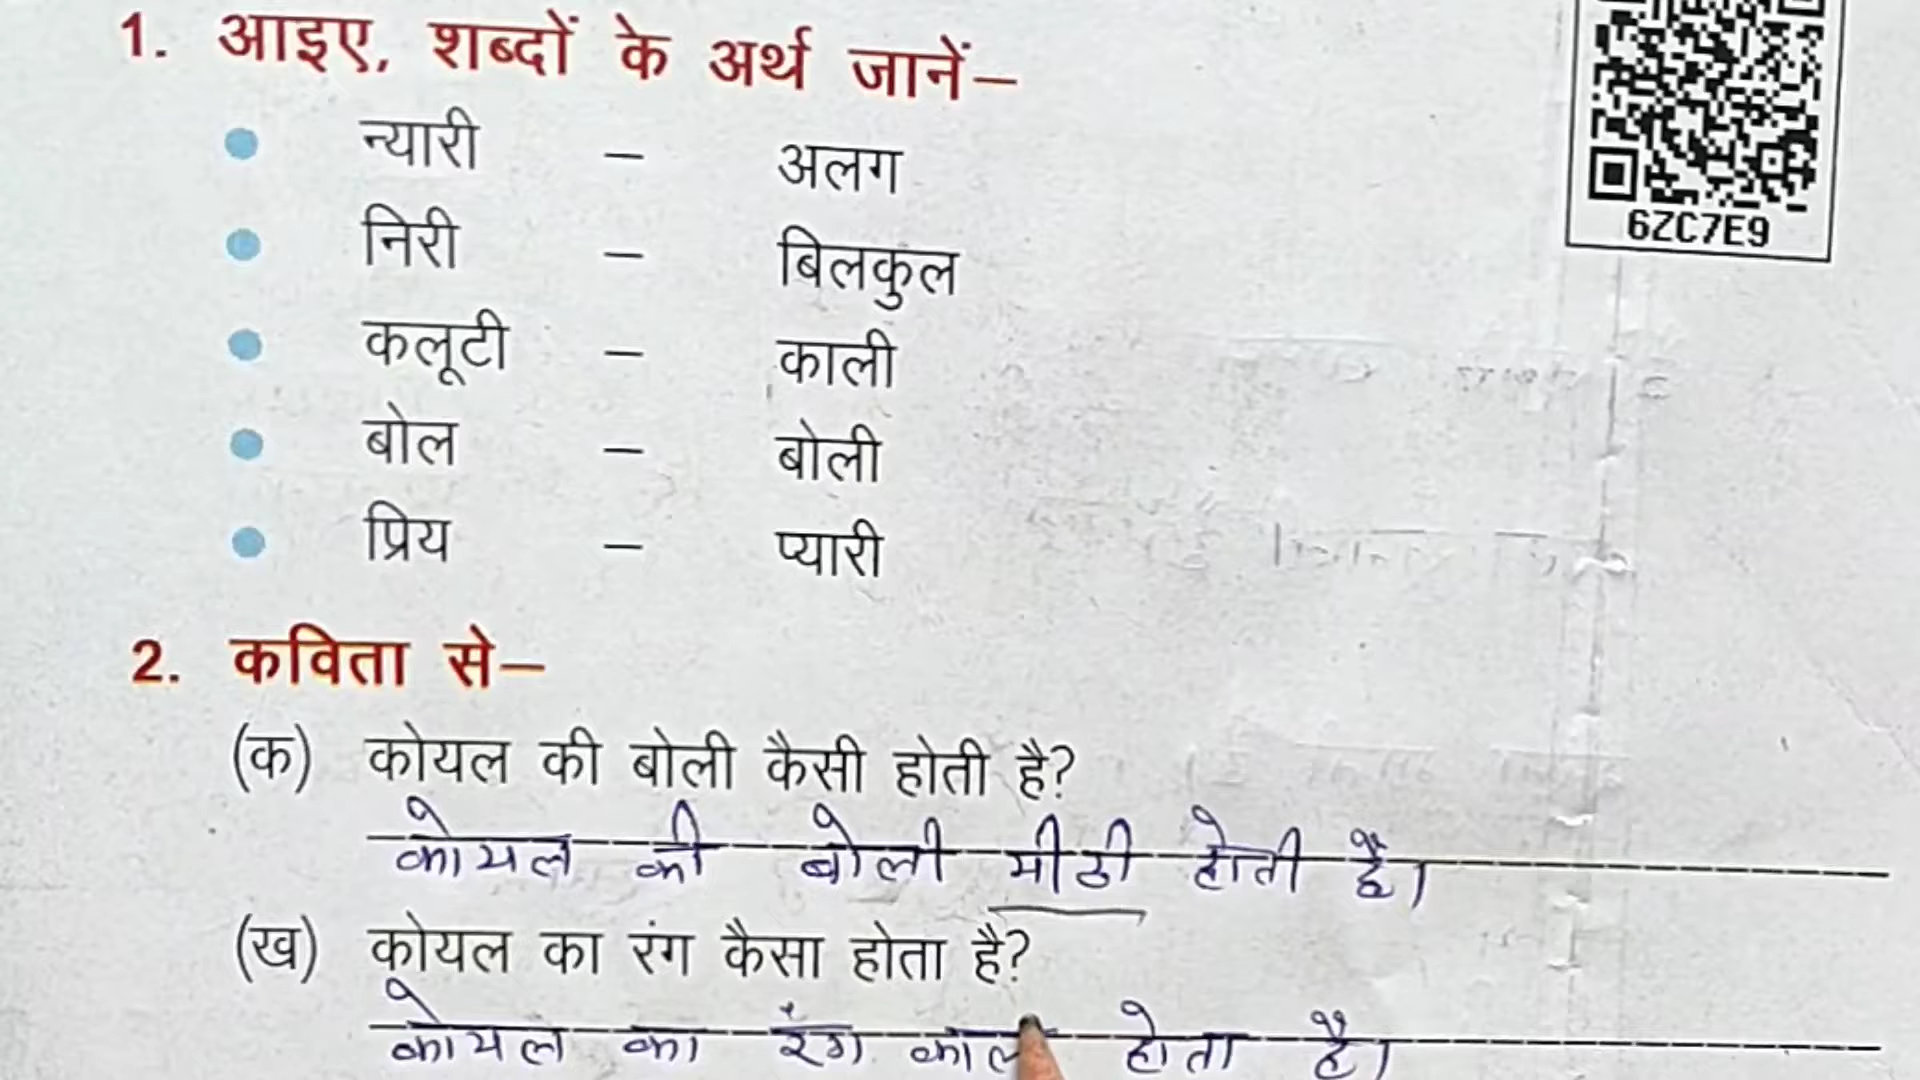 1. आइए, शब्दों के अर्थ जानें–
न्यारी – अलग
निरी – बिलकुल
कलूटी – काली
बोल – बोली
प्रिय – प्यारी
6ZC7E9
2. कविता से–
(क) कोयल की बोली कैसी होती है?
कोयल की बोली मीठी होती है।
(ख) कोयल का रंग कैसा होता है?
कोयल का रंग होता है।